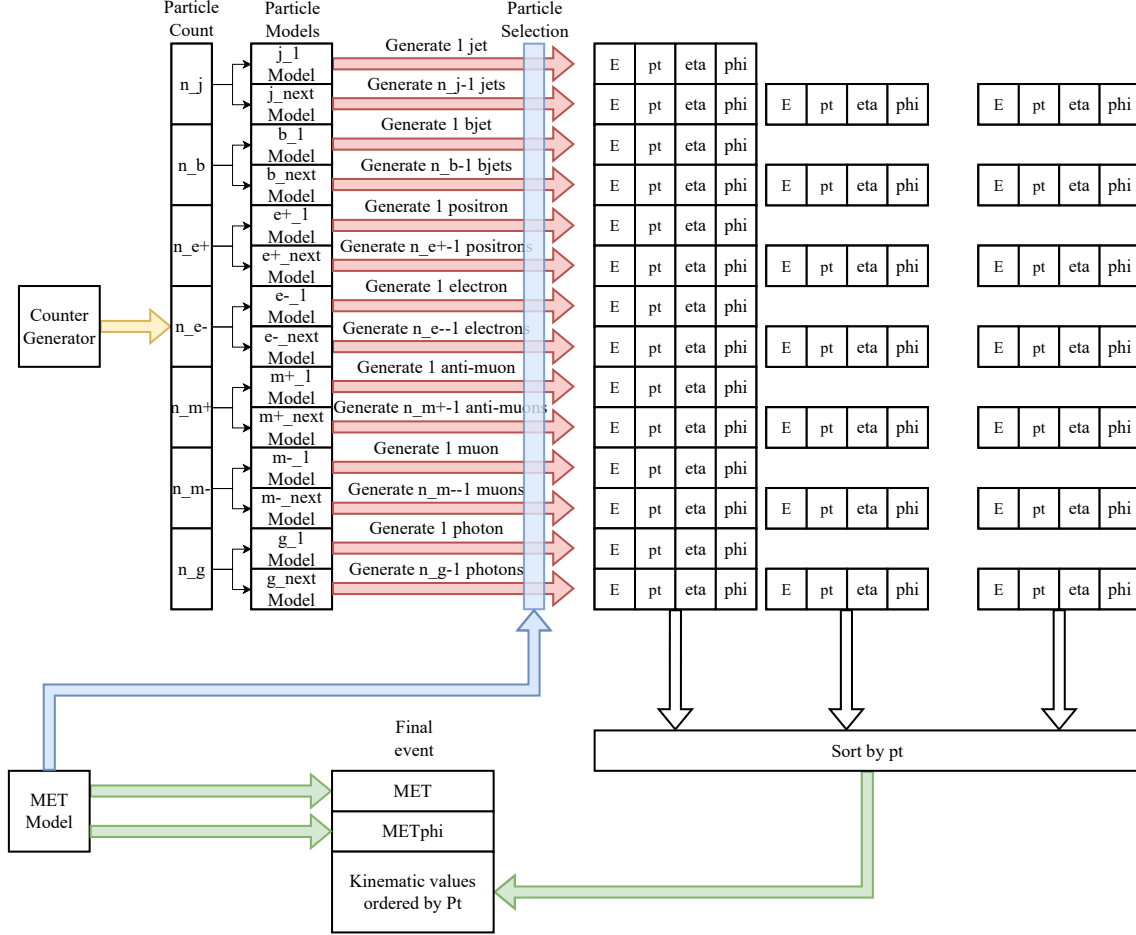 Particle
Count
Particle
Models
Particle
Selection
Counter
Generator
n_j
n_b
n_e+
n_e-
n_m+
n_m-
n_g
j_1
Model
Generate 1 jet
E pt eta phi
j_next
Model
Generate n_j-1 jets
E pt eta phi E pt eta phi E pt eta phi
b_1
Model
Generate 1 bjet
E pt eta phi
b_next
Model
Generate n_b-1 bjets
E pt eta phi E pt eta phi E pt eta phi
e+_1
Model
Generate 1 positron
E pt eta phi
e+_next
Model
Generate n_e+-1 positrons
E pt eta phi E pt eta phi E pt eta phi
e-_1
Model
Generate 1 electron
E pt eta phi
e-_next
Model
Generate n_e--1 electrons
E pt eta phi E pt eta phi E pt eta phi
m+_1
Model
Generate 1 anti-muon
E pt eta phi
m+_next
Model
Generate n_m+-1 anti-muons
E pt eta phi E pt eta phi E pt eta phi
m-_1
Model
Generate 1 muon
E pt eta phi
m-_next
Model
Generate n_m--1 muons
E pt eta phi E pt eta phi E pt eta phi
g_1
Model
Generate 1 photon
E pt eta phi
g_next
Model
Generate n_g-1 photons
E pt eta phi E pt eta phi E pt eta phi
Sort by pt
MET
Model
Final
event
MET
METphi
Kinematic values
ordered by Pt